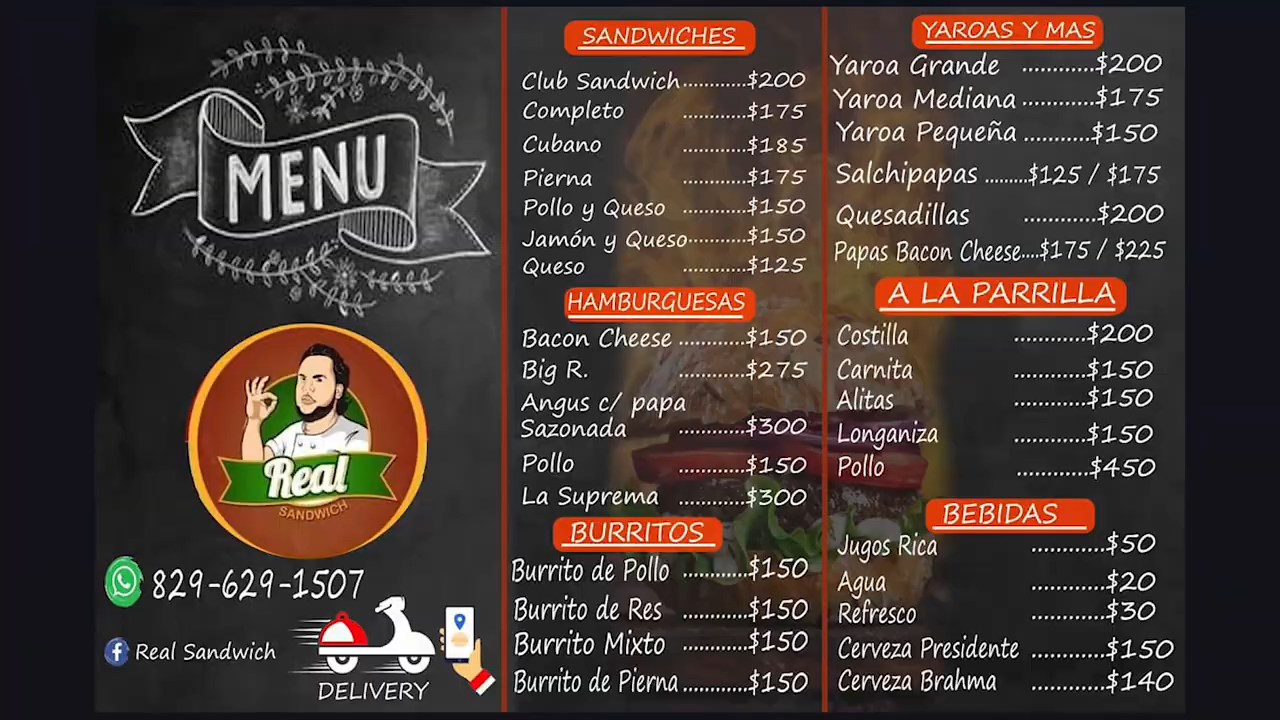 MENU
Real
SANDWICH
829-629-1507
Real Sandwich
DELIVERY
SANDWICHES
Club Sandwich...........$200
Completo ...........$175
Cubano ...........$185
Pierna ...........$175
Pollo y Queso ...........$150
Jamón y Queso...........$150
Queso ...........$125
HAMBURGUESAS
Bacon Cheese ...........$150
Big R. ...........$275
Angus c/ papa
Sazonada ...........$300
Pollo ...........$150
La Suprema ...........$300
BURRITOS
Burrito de Pollo ...........$150
Burrito de Res ...........$150
Burrito Mixto ...........$150
Burrito de Pierna...........$150
YAROAS Y MAS
Yaroa Grande ............$200
Yaroa Mediana ............$175
Yaroa Pequeña ...........$150
Salchipapas ........$125 / $175
Quesadillas ............$200
Papas Bacon Cheese....$175 / $225
A LA PARRILLA
Costilla ............$200
Carnita ............$150
Alitas ............$150
Longaniza ............$150
Pollo ............$450
BEBIDAS
Jugos Rica ............$50
Agua ............$20
Refresco ............$30
Cerveza Presidente ............$150
Cerveza Brahma ............$140